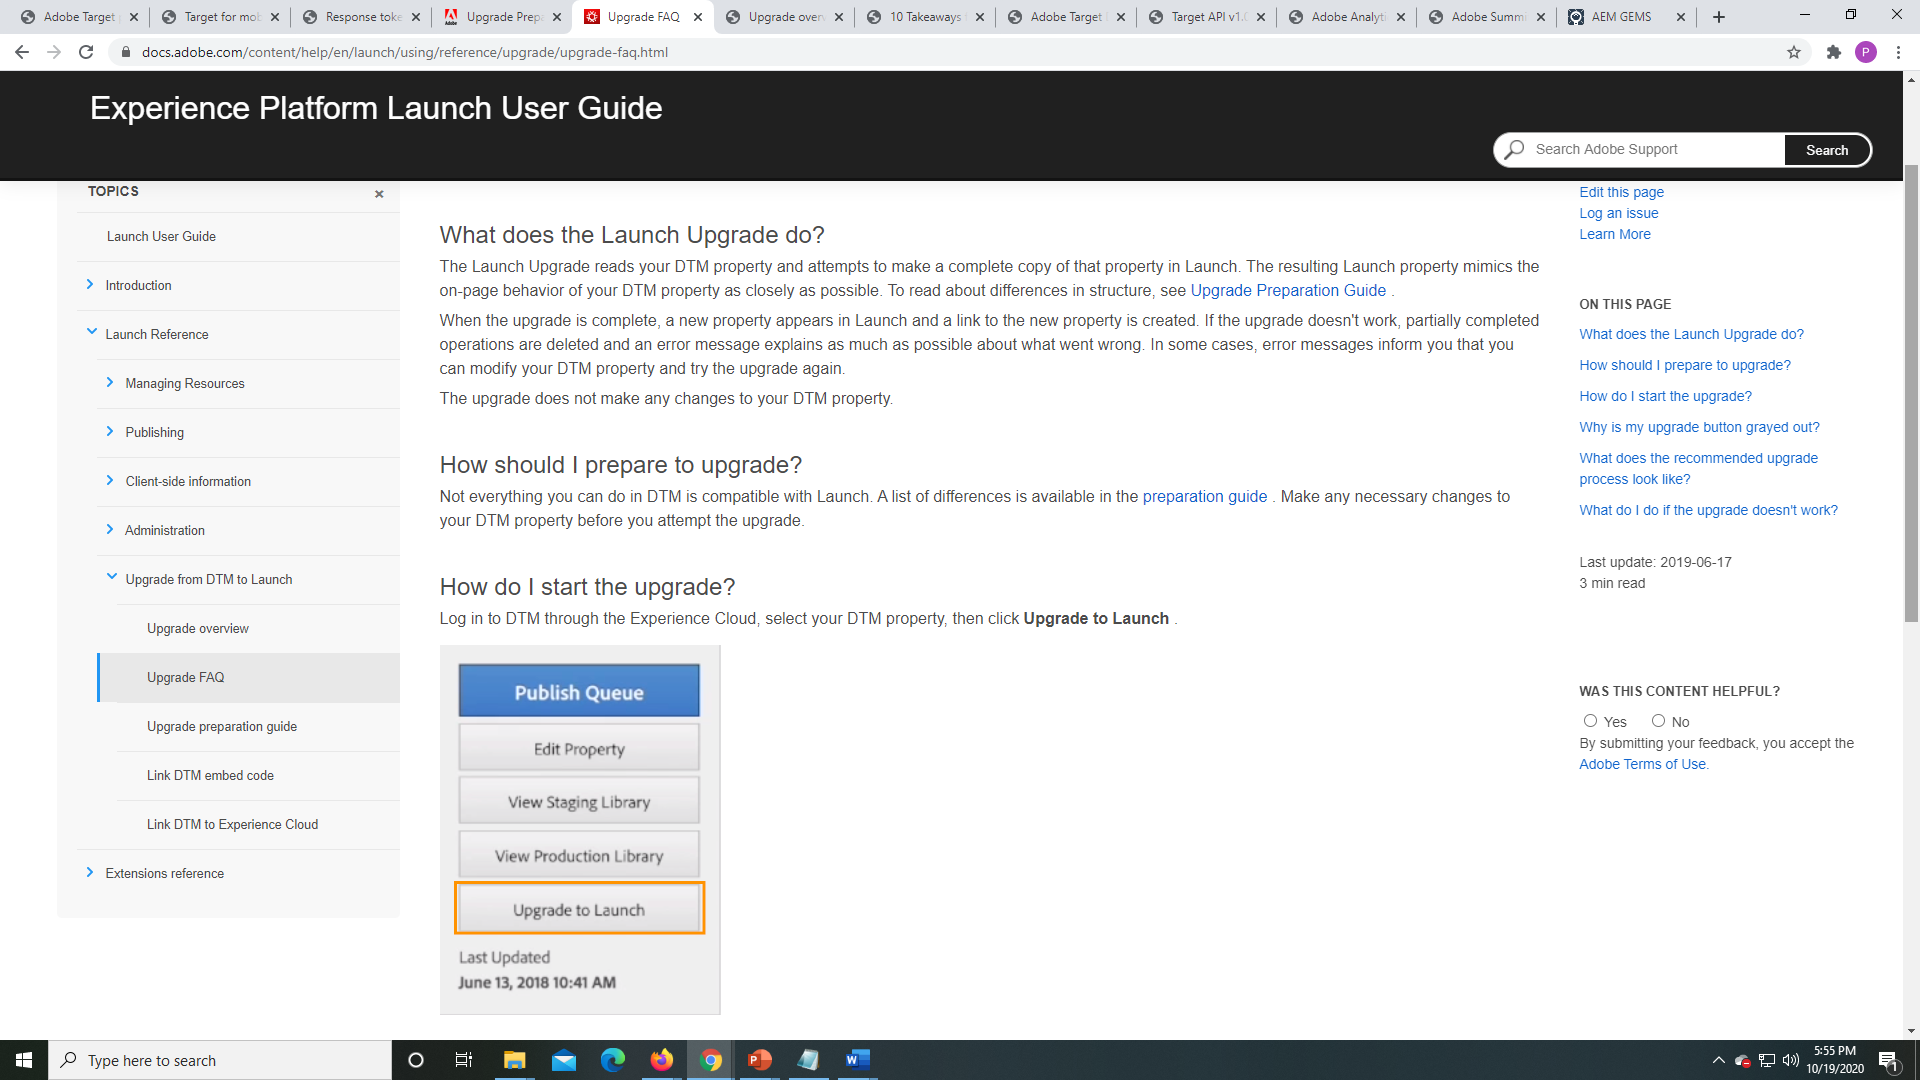 Adobe Target
Target for mob
Response toke
Upgrade Prepa
Upgrade FAQ
Upgrade over
10 Takeaways
Adobe Target
Target API v1.
Adobe Analyti
Adobe Summi
AEM GEMS
docs.adobe.com/content/help/en/launch/using/reference/upgrade/upgrade-faq.html
P
Experience Platform Launch User Guide
Search Adobe Support
Search
TOPICS
Launch User Guide
Introduction
Launch Reference
Managing Resources
Publishing
Client-side information
Administration
Upgrade from DTM to Launch
Upgrade overview
Upgrade FAQ
Upgrade preparation guide
Link DTM embed code
Link DTM to Experience Cloud
Extensions reference
What does the Launch Upgrade do?
The Launch Upgrade reads your DTM property and attempts to make a complete copy of that property in Launch. The resulting Launch property mimics the
on-page behavior of your DTM property as closely as possible. To read about differences in structure, see Upgrade Preparation Guide .
When the upgrade is complete, a new property appears in Launch and a link to the new property is created. If the upgrade doesn't work, partially completed
operations are deleted and an error message explains as much as possible about what went wrong. In some cases, error messages inform you that you
can modify your DTM property and try the upgrade again.
The upgrade does not make any changes to your DTM property.
How should I prepare to upgrade?
Not everything you can do in DTM is compatible with Launch. A list of differences is available in the preparation guide . Make any necessary changes to
your DTM property before you attempt the upgrade.
How do I start the upgrade?
Log in to DTM through the Experience Cloud, select your DTM property, then click Upgrade to Launch .
Publish Queue
Edit Property
View Staging Library
View Production Library
Upgrade to Launch
Last Updated
June 13, 2018 10:41 AM
Edit this page
Log an issue
Learn More
ON THIS PAGE
What does the Launch Upgrade do?
How should I prepare to upgrade?
How do I start the upgrade?
Why is my upgrade button grayed out?
What does the recommended upgrade
process look like?
What do I do if the upgrade doesn't work?
Last update: 2019-06-17
3 min read
WAS THIS CONTENT HELPFUL?
Yes No
By submitting your feedback, you accept the
Adobe Terms of Use.
Type here to search
5:55 PM
10/19/2020
1